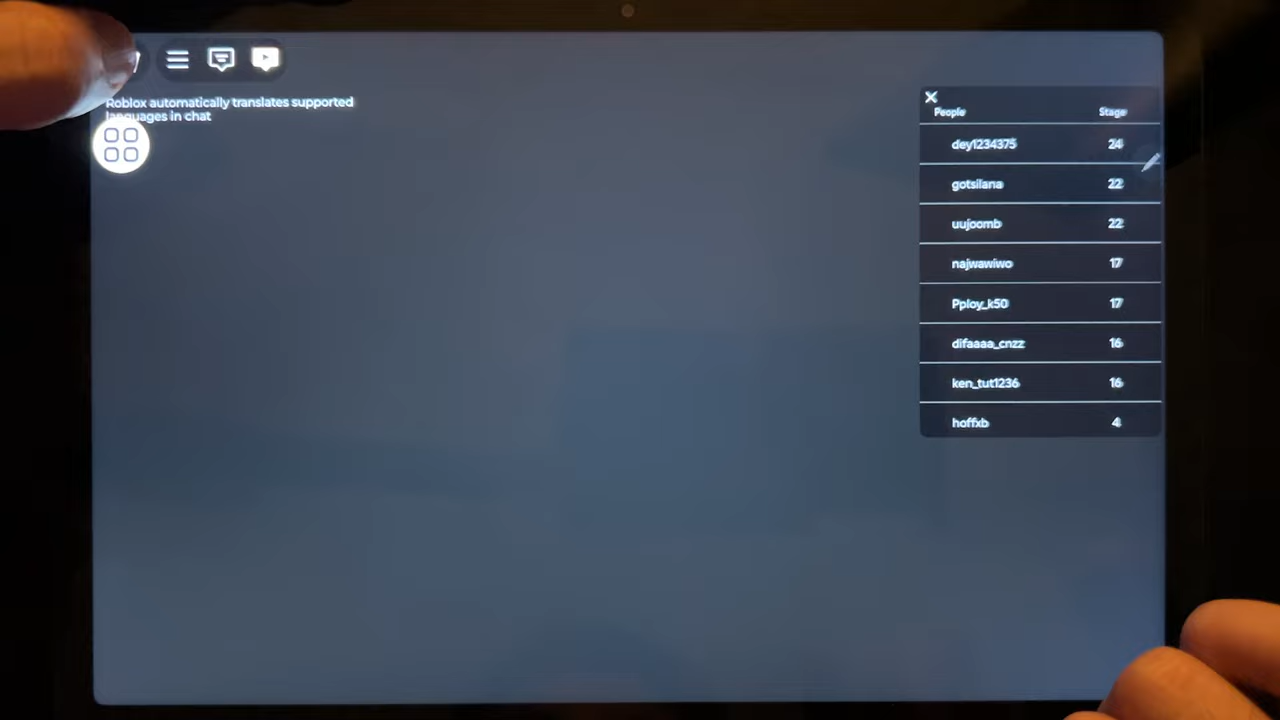 Roblox automatically translates supported
languages in chat
People Stage
dey1234375 24
gotsilana 22
uujoomb 22
najwawiwo 17
Pploy_k50 17
difaaaa_cnzz 16
ken_tut1236 16
hoffxb 4